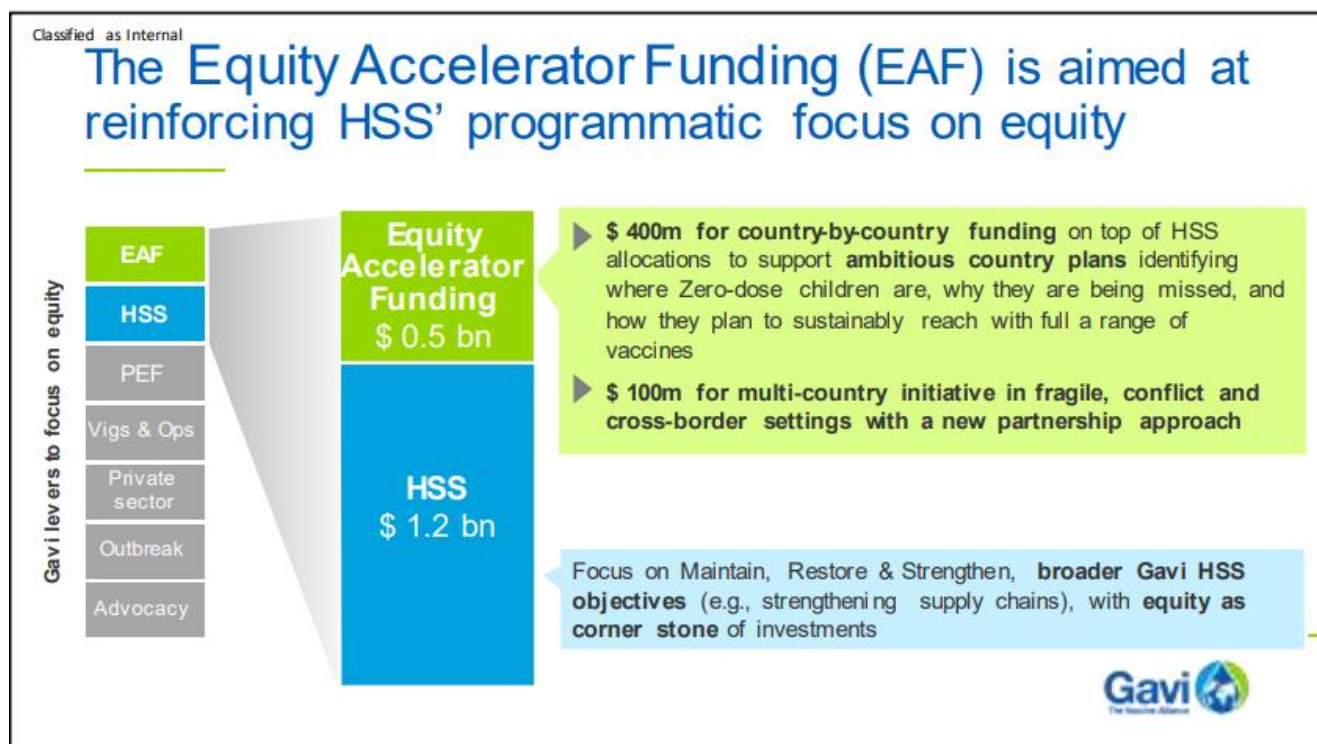 Classified as Internal
The Equity Accelerator Funding (EAF) is aimed at
reinforcing HSS' programmatic focus on equity
Gavi levers to focus on equity
EAF
HSS
PEF
Vigs & Ops
Private
sector
Outbreak
Advocacy
Equity
Accelerator
Funding
$ 0.5 bn
HSS
$ 1.2 bn
$ 400m for country-by-country funding on top of HSS
allocations to support ambitious country plans identifying
where Zero-dose children are, why they are being missed, and
how they plan to sustainably reach with full a range of
vaccines
$ 100m for multi-country initiative in fragile, conflict and
cross-border settings with a new partnership approach
Focus on Maintain, Restore & Strengthen, broader Gavi HSS
objectives (e.g., strengthening supply chains), with equity as
corner stone of investments
Gavi
The Vaccine Alliance